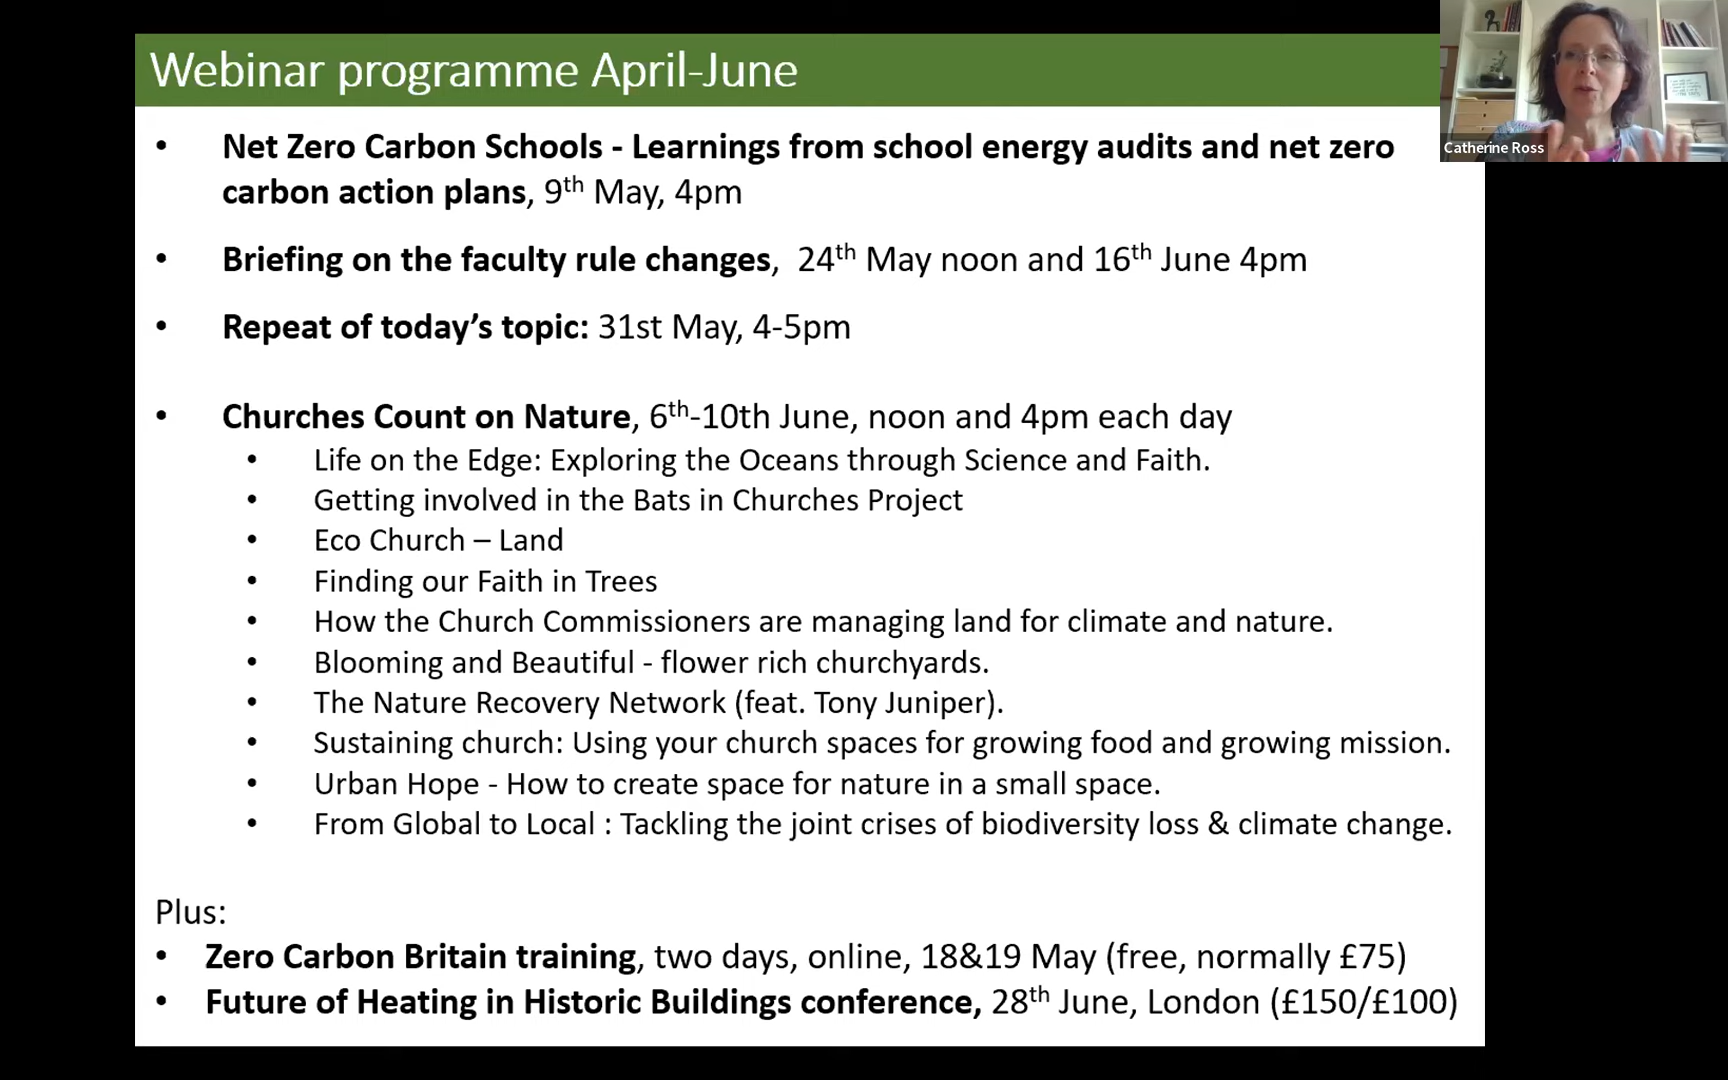 Webinar programme April-June
Catherine Ross
• Net Zero Carbon Schools - Learnings from school energy audits and net zero
carbon action plans, 9th May, 4pm
• Briefing on the faculty rule changes, 24th May noon and 16th June 4pm
• Repeat of today's topic: 31st May, 4-5pm
• Churches Count on Nature, 6th-10th June, noon and 4pm each day
• Life on the Edge: Exploring the Oceans through Science and Faith.
• Getting involved in the Bats in Churches Project
• Eco Church – Land
• Finding our Faith in Trees
• How the Church Commissioners are managing land for climate and nature.
• Blooming and Beautiful - flower rich churchyards.
• The Nature Recovery Network (feat. Tony Juniper).
• Sustaining church: Using your church spaces for growing food and growing mission.
• Urban Hope - How to create space for nature in a small space.
• From Global to Local : Tackling the joint crises of biodiversity loss & climate change.
Plus:
• Zero Carbon Britain training, two days, online, 18&19 May (free, normally £75)
• Future of Heating in Historic Buildings conference, 28th June, London (£150/£100)